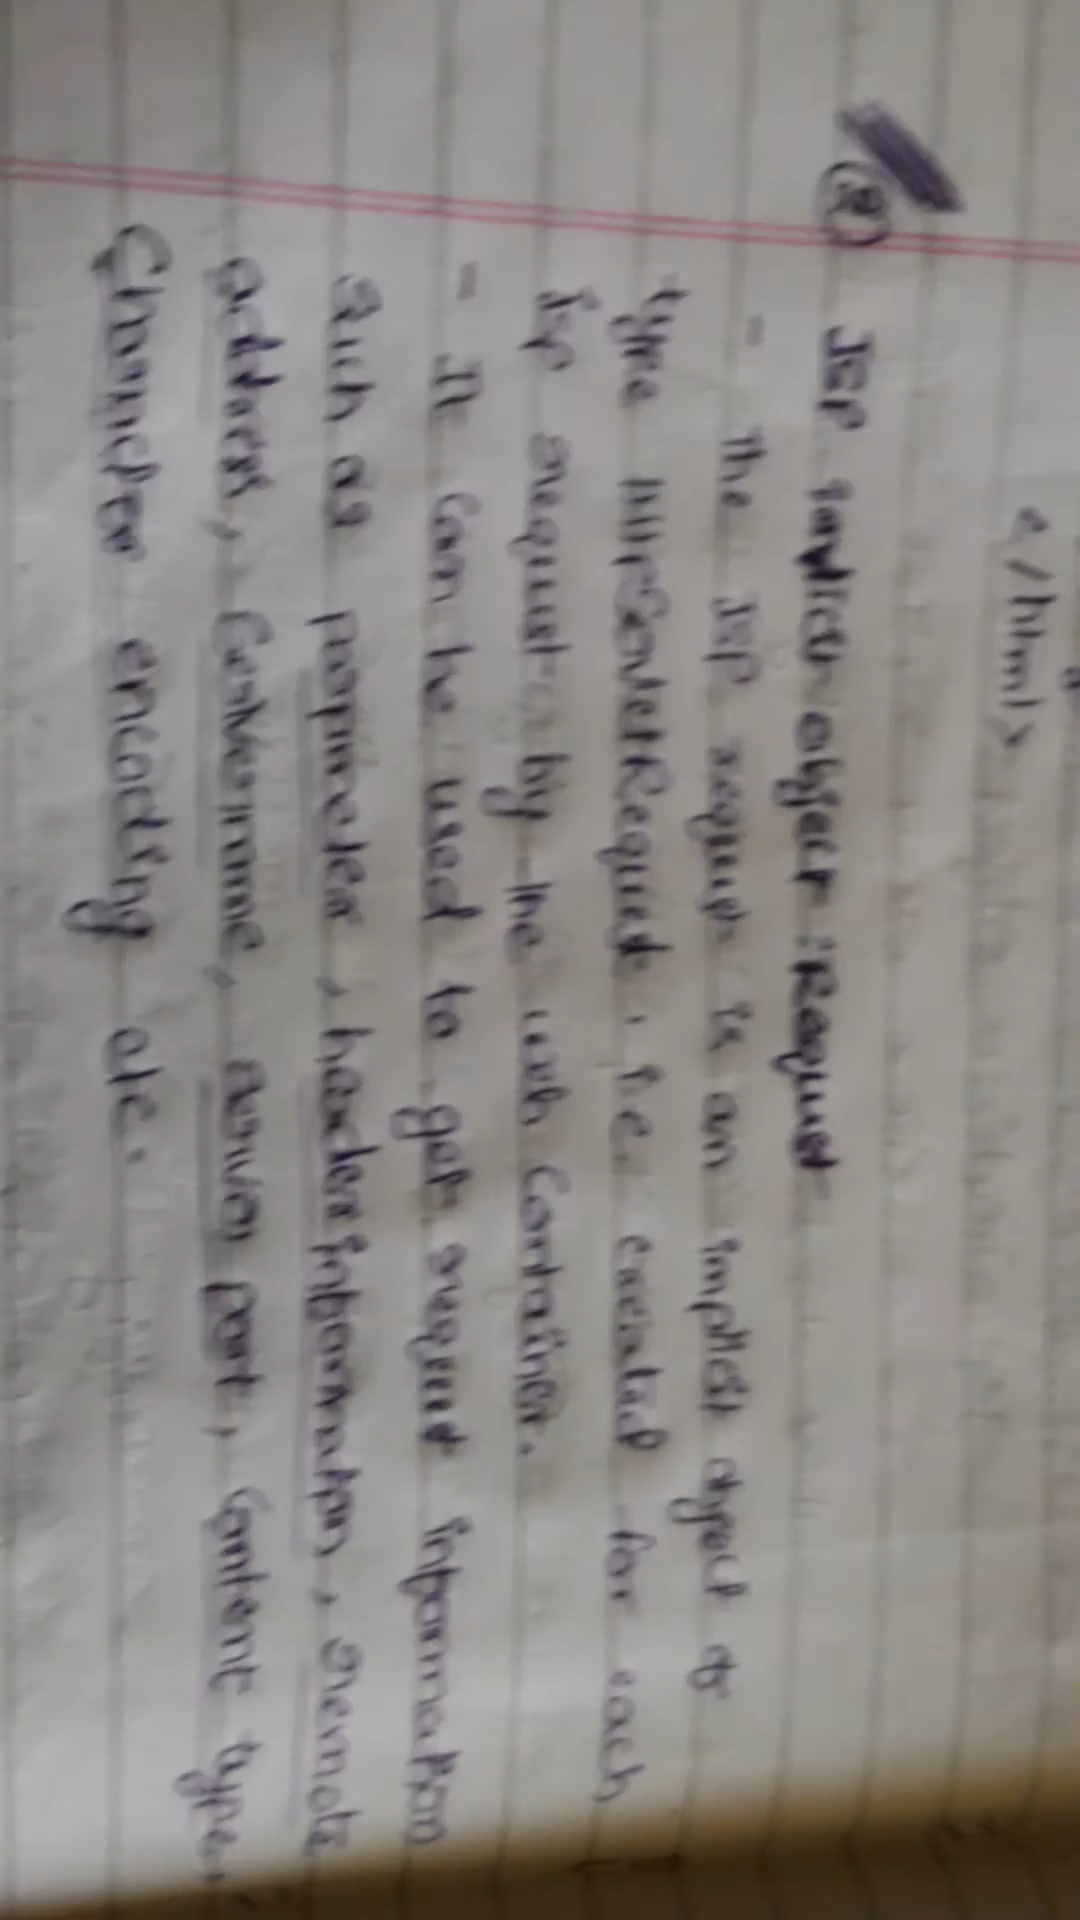 </html>
② JSP implicit object : Request
- The JSP request is an implicit object of
type HttpServletRequest, i.e. created for each
Jsp request by the web Container.
- It Can be used to get request information
Such as parameter, header information, remote
address, server port, Content type,
Character encoding etc.